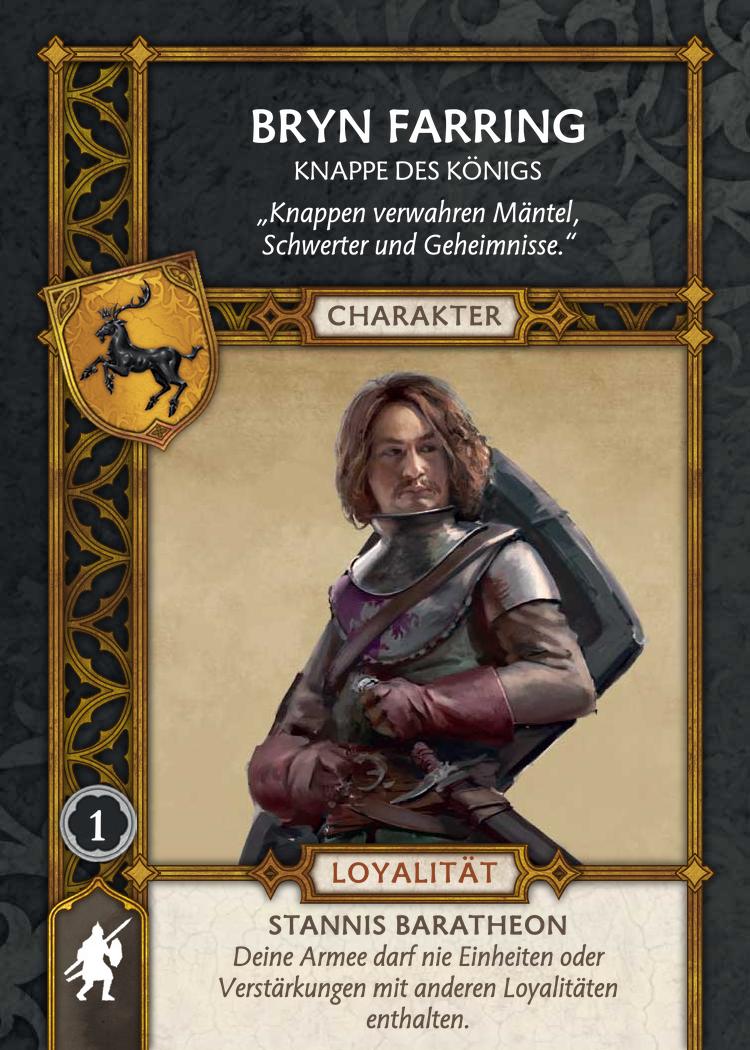 BRYN FARRING
KNAPPE DES KÖNIGS
„Knappen verwahren Mäntel,
Schwerter und Geheimnisse.“
CHARAKTER
1
LOYALITÄT
STANNIS BARATHEON
Deine Armee darf nie Einheiten oder
Verstärkungen mit anderen Loyalitäten
enthalten.